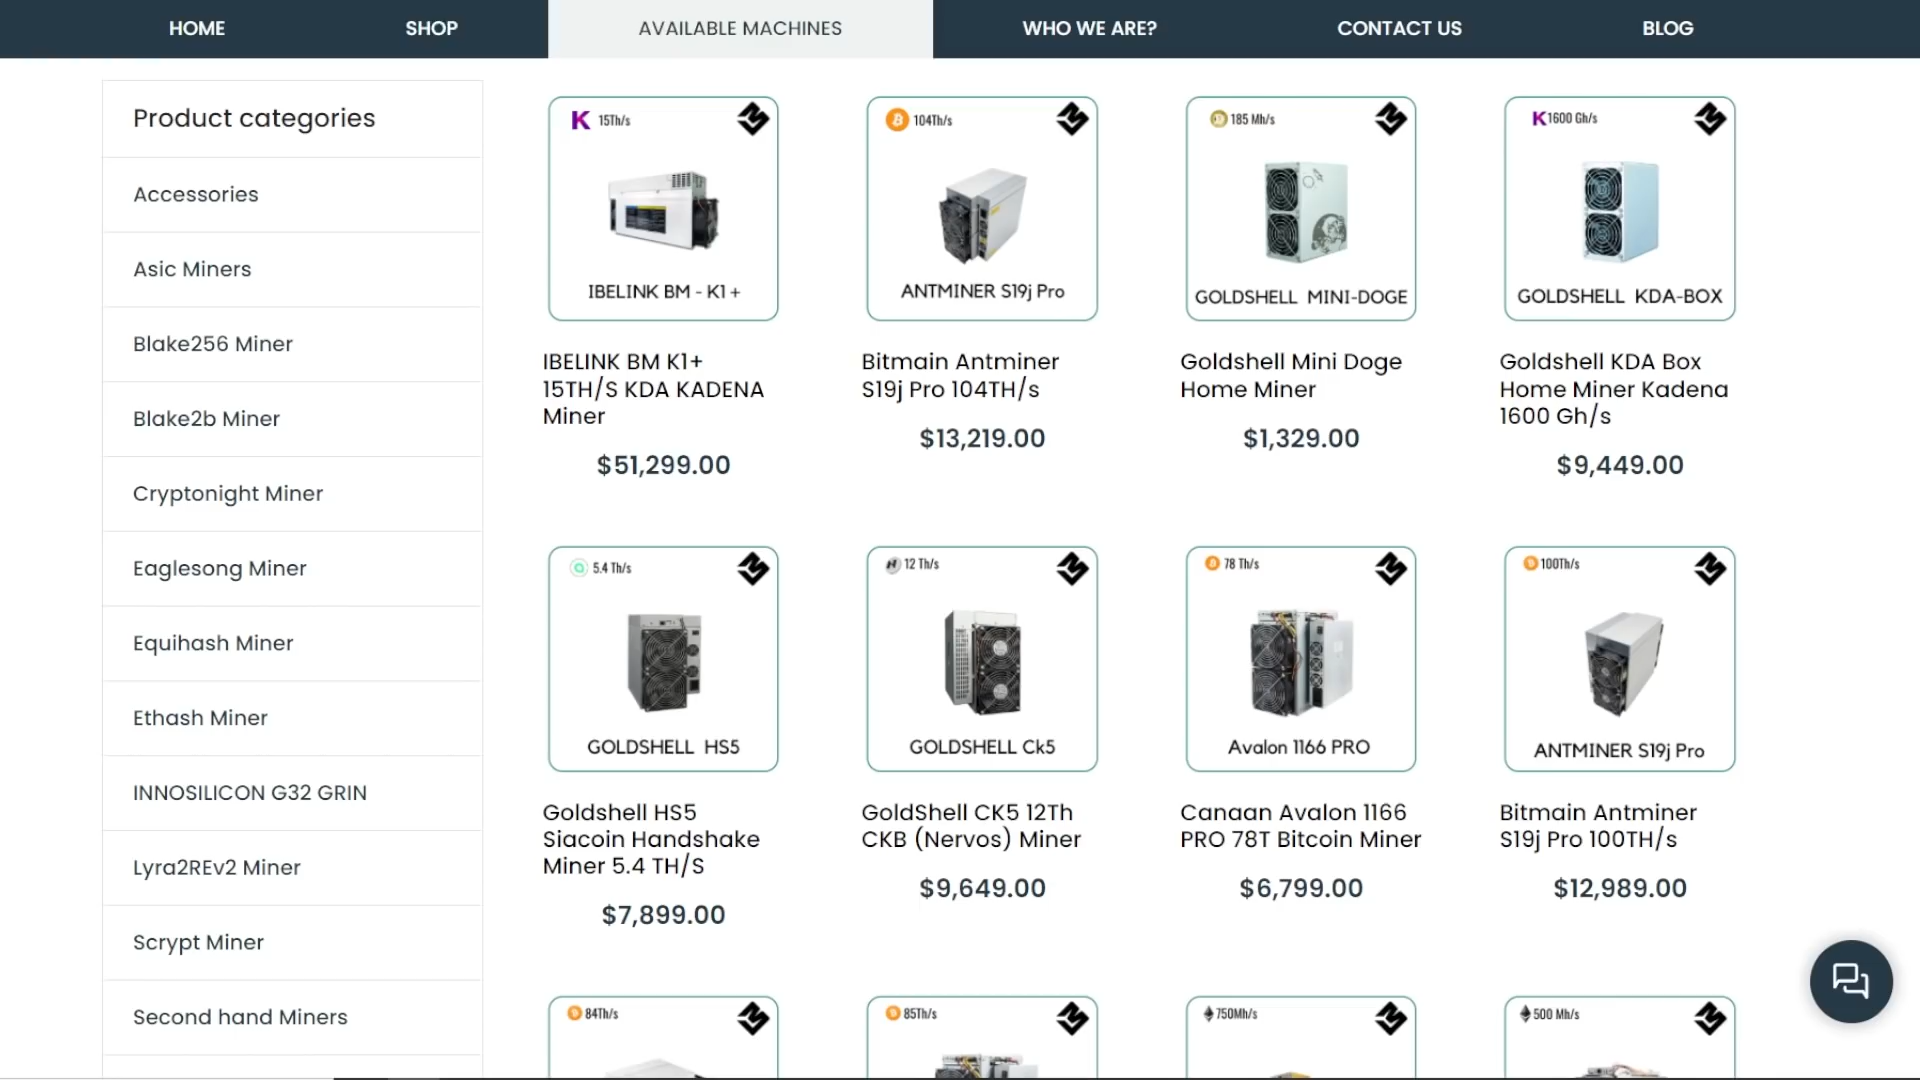 HOME SHOP AVAILABLE MACHINES WHO WE ARE? CONTACT US BLOG
Product categories
Accessories
Asic Miners
Blake256 Miner
Blake2b Miner
Cryptonight Miner
Eaglesong Miner
Equihash Miner
Ethash Miner
INNOSILICON G32 GRIN
Lyra2REv2 Miner
Scrypt Miner
Second hand Miners
K 15Th/s
IBELINK BM - K1 +
IBELINK BM K1+
15TH/S KDA KADENA
Miner
$51,299.00
104Th/s
ANTMINER S19j Pro
Bitmain Antminer
S19j Pro 104TH/s
$13,219.00
185 Mh/s
GOLDSHELL MINI-DOGE
Goldshell Mini Doge
Home Miner
$1,329.00
K 1600 Gh/s
GOLDSHELL KDA-BOX
Goldshell KDA Box
Home Miner Kadena
1600 Gh/s
$9,449.00
5.4 Th/s
GOLDSHELL HS5
Goldshell HS5
Siacoin Handshake
Miner 5.4 TH/S
$7,899.00
12 Th/s
GOLDSHELL Ck5
GoldShell CK5 12Th
CKB (Nervos) Miner
$9,649.00
78 Th/s
Avalon 1166 PRO
Canaan Avalon 1166
PRO 78T Bitcoin Miner
$6,799.00
100Th/s
ANTMINER S19j Pro
Bitmain Antminer
S19j Pro 100TH/s
$12,989.00
84Th/s
85Th/s
750Mh/s
500 Mh/s